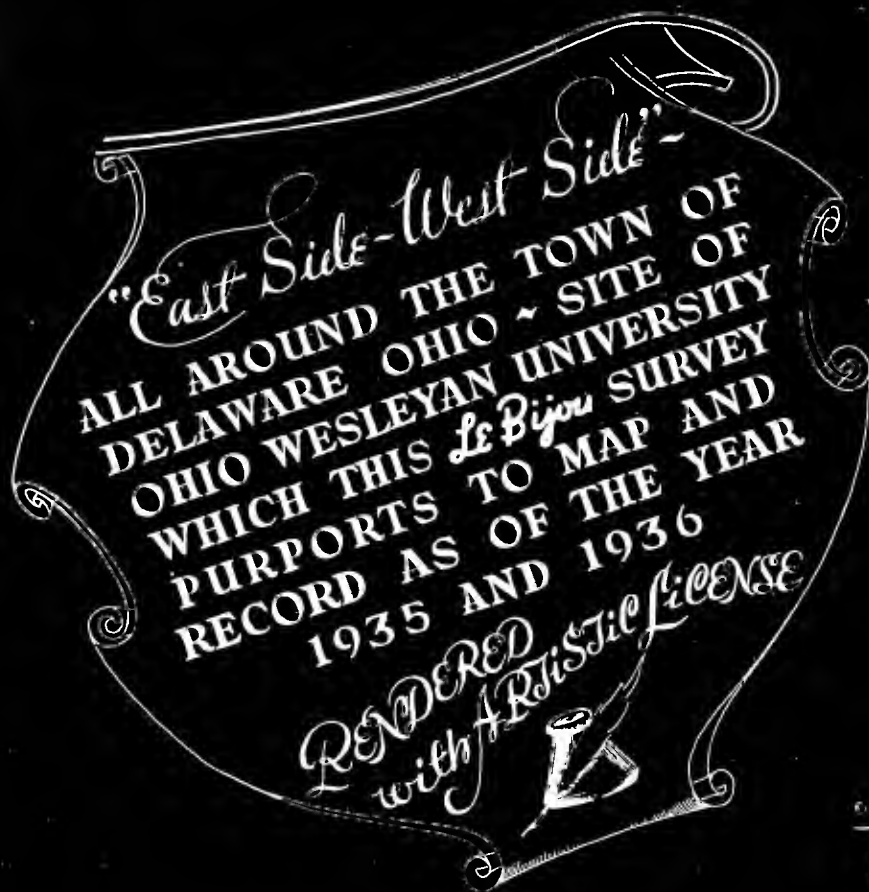 "East Side-West Side"~
ALL AROUND THE TOWN OF
DELAWARE OHIO ~ SITE OF
OHIO WESLEYAN UNIVERSITY
WHICH THIS Le Bijou SURVEY
PURPORTS TO MAP AND
RECORD AS OF THE YEAR
1935 AND 1936
RENDERED
with ARTiSTiC LiCENSE